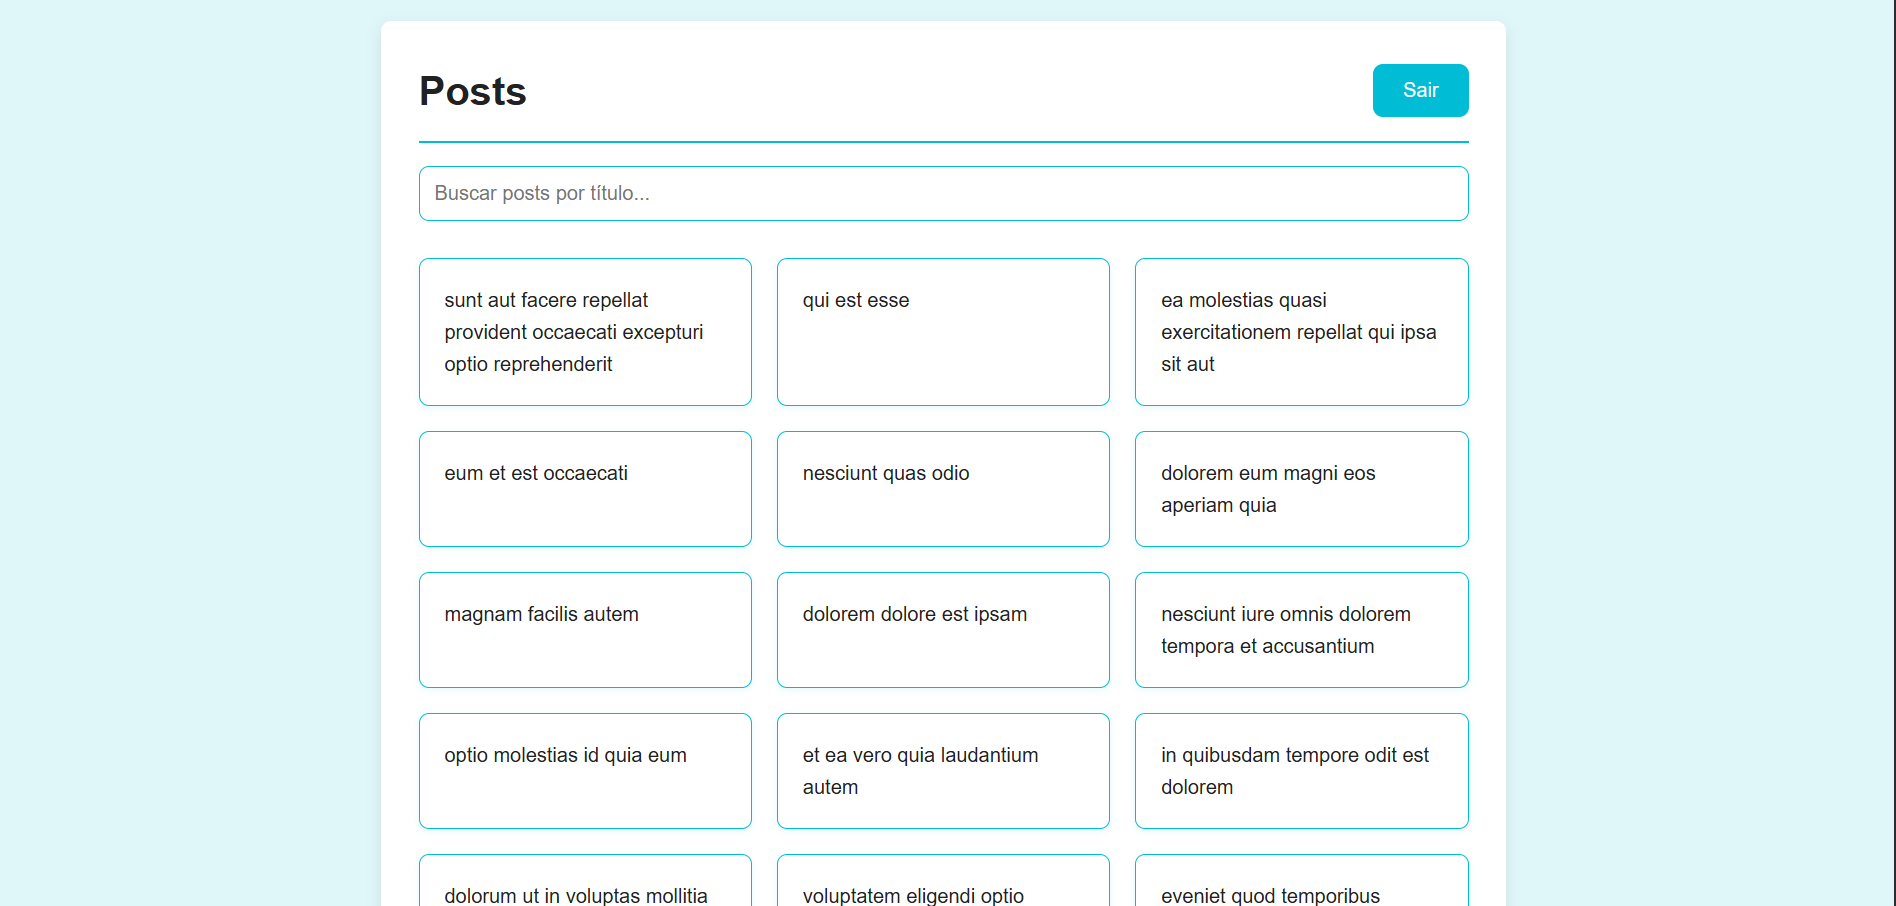 Posts
Sair
Buscar posts por título...
sunt aut facere repellat
provident occaecati excepturi
optio reprehenderit
qui est esse
ea molestias quasi
exercitationem repellat qui ipsa
sit aut
eum et est occaecati
nesciunt quas odio
dolorem eum magni eos
aperiam quia
magnam facilis autem
dolorem dolore est ipsam
nesciunt iure omnis dolorem
tempora et accusantium
optio molestias id quia eum
et ea vero quia laudantium
autem
in quibusdam tempore odit est
dolorem
dolorum ut in voluptas mollitia
voluptatem eligendi optio
eveniet quod temporibus